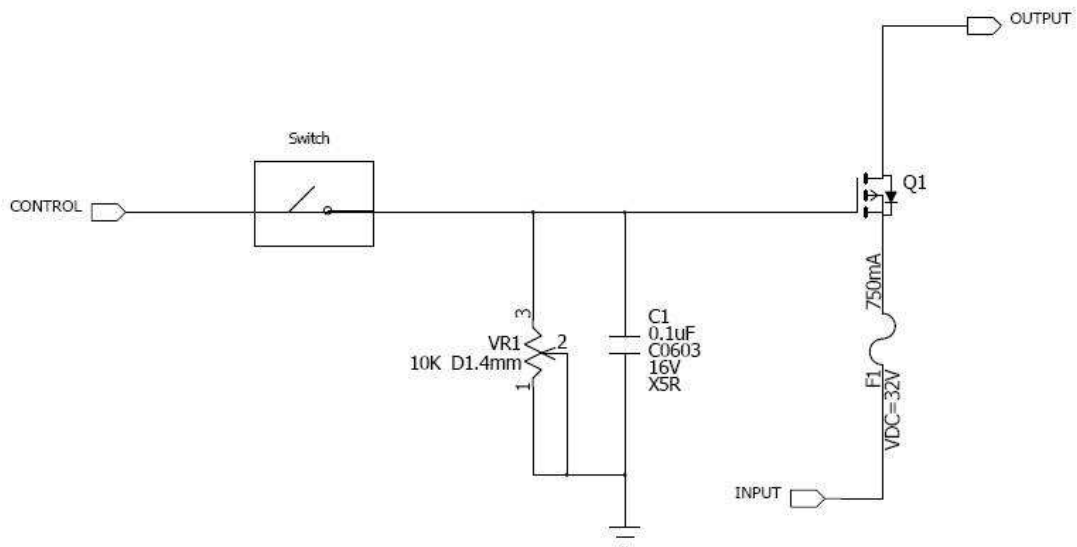 OUTPUT
Switch
CONTROL
Q1
750mA
F1
VDC=32V
3
VR1
2
10K D1.4mm
1
C1
0.1uF
C0603
16V
X5R
INPUT